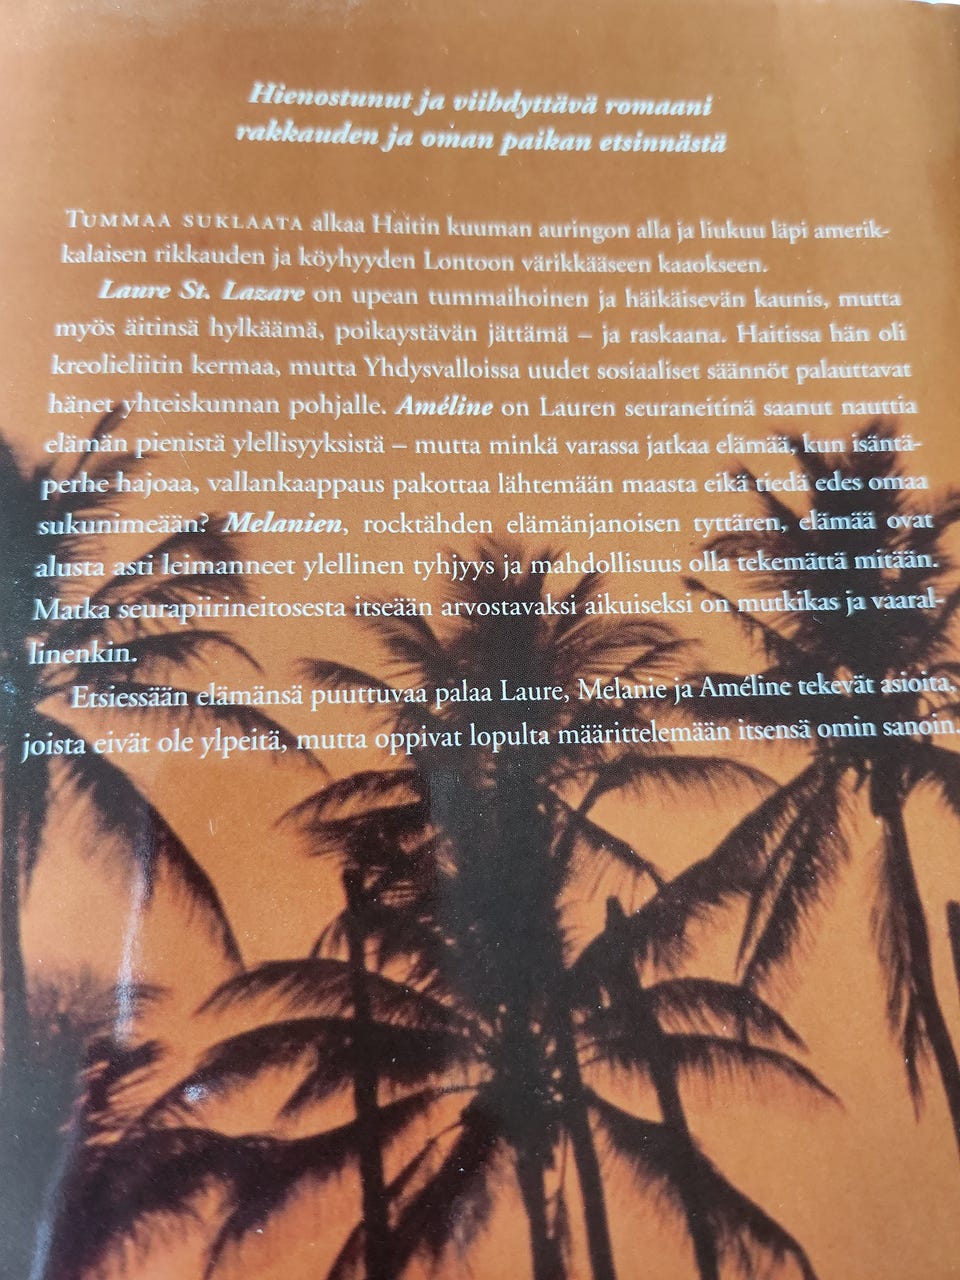 Hienostunut ja viihdyttävä romaani
rakkauden ja oman paikan etsinnästä
TUMMAA SUKLAATA alkaa Haitin kuuman auringon alla ja liukuu läpi amerik-
kalaisen rikkauden ja köyhyyden Lontoon värikkääseen kaaokseen.
Laure St. Lazare on upean tummaihoinen ja häikäisevän kaunis, mutta
myös äitinsä hylkäämä, poikaystävän jättämä – ja raskaana. Haitissa hän oli
kreolieliitin kermaa, mutta Yhdysvalloissa uudet sosiaaliset säännöt palauttavat
hänet yhteiskunnan pohjalle. Améline on Lauren seuraneitinä saanut nauttia
elämän pienistä ylellisyyksistä – mutta minkä varassa jatkaa elämää, kun isäntä-
perhe hajoaa, vallankaappaus pakottaa lähtemään maasta eikä tiedä edes omaa
sukunimeään? Melanien, rocktähden elämänjanoisen tyttären, elämää ovat
alusta asti leimanneet ylellinen tyhjyys ja mahdollisuus olla tekemättä mitään.
Matka seurapiirineitosesta itseään arvostavaksi aikuiseksi on mutkikas ja vaaral-
linenkin.
Etsiessään elämänsä puuttuvaa palaa Laure, Melanie ja Améline tekevät asioita,
joista eivät ole ylpeitä, mutta oppivat lopulta määrittelemään itsensä omin sanoin.